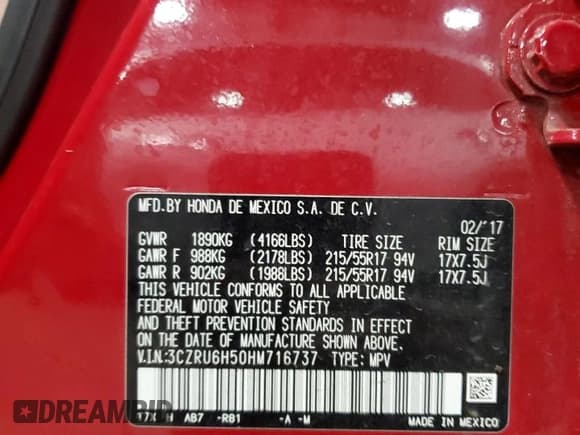 MFD.BY HONDA DE MEXICO S.A. DE C.V.
02/'17
GVWR 1890KG (4166LBS) TIRE SIZE RIM SIZE
GAWR F 988KG (2178LBS) 215/55R17 94V 17X7.5J
GAWR R 902KG (1988LBS) 215/55R17 94V 17X7.5J
THIS VEHICLE CONFORMS TO ALL APPLICABLE
FEDERAL MOTOR VEHICLE SAFETY
AND THEFT PREVENTION STANDARDS IN EFFECT
ON THE DATE OF MANUFACTURE SHOWN ABOVE.
V.I.N.:3CZRU6H50HM716737 TYPE: MPV
AB7 -R81 -A -M
MADE IN MEXICO
DEALERSHIP